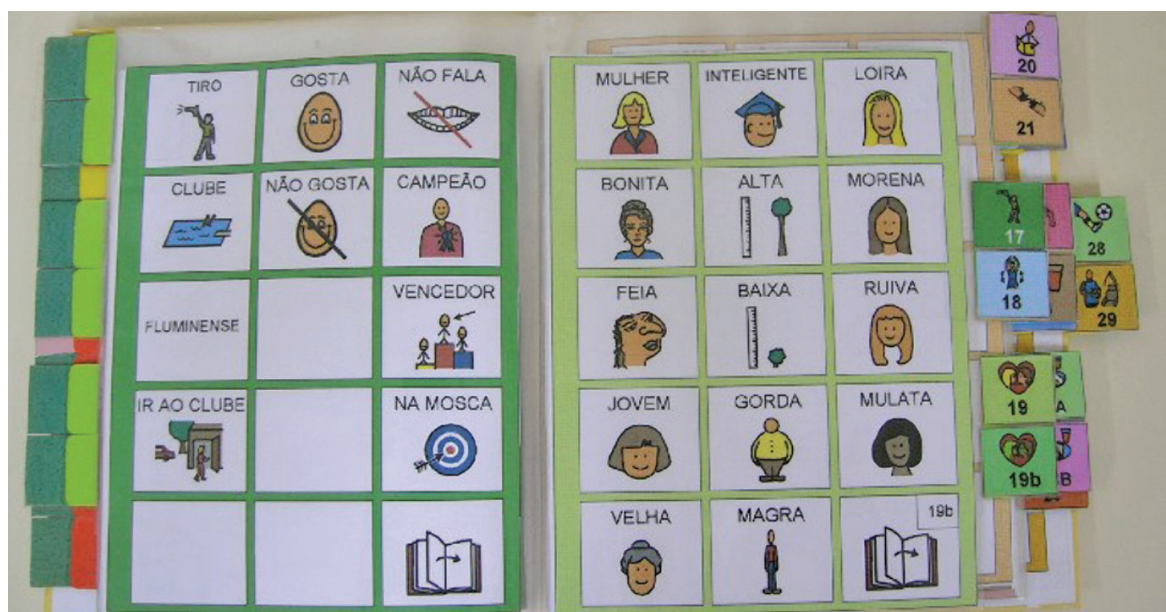 TIRO
GOSTA
NÃO FALA
CLUBE
NÃO GOSTA
CAMPEÃO
FLUMINENSE
VENCEDOR
IR AO CLUBE
NA MOSCA
MULHER
INTELIGENTE
LOIRA
BONITA
ALTA
MORENA
FEIA
BAIXA
RUIVA
JOVEM
GORDA
MULATA
VELHA
MAGRA
19b
20
21
17
28
18
29
19
A
19b
B